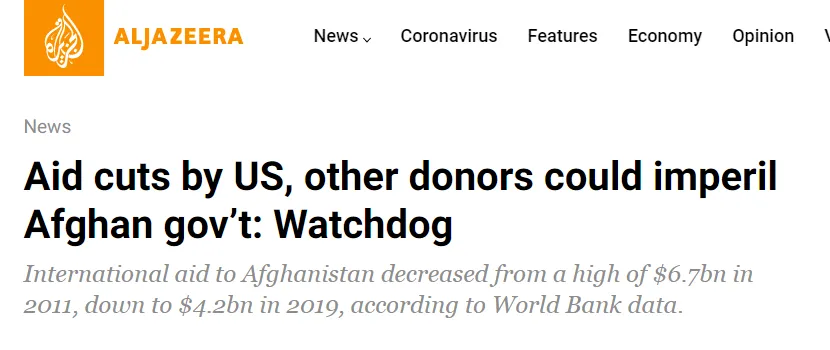 ALJAZEERA
News Coronavirus Features Economy Opinion
News
Aid cuts by US, other donors could imperil
Afghan gov’t: Watchdog
International aid to Afghanistan decreased from a high of $6.7bn in
2011, down to $4.2bn in 2019, according to World Bank data.